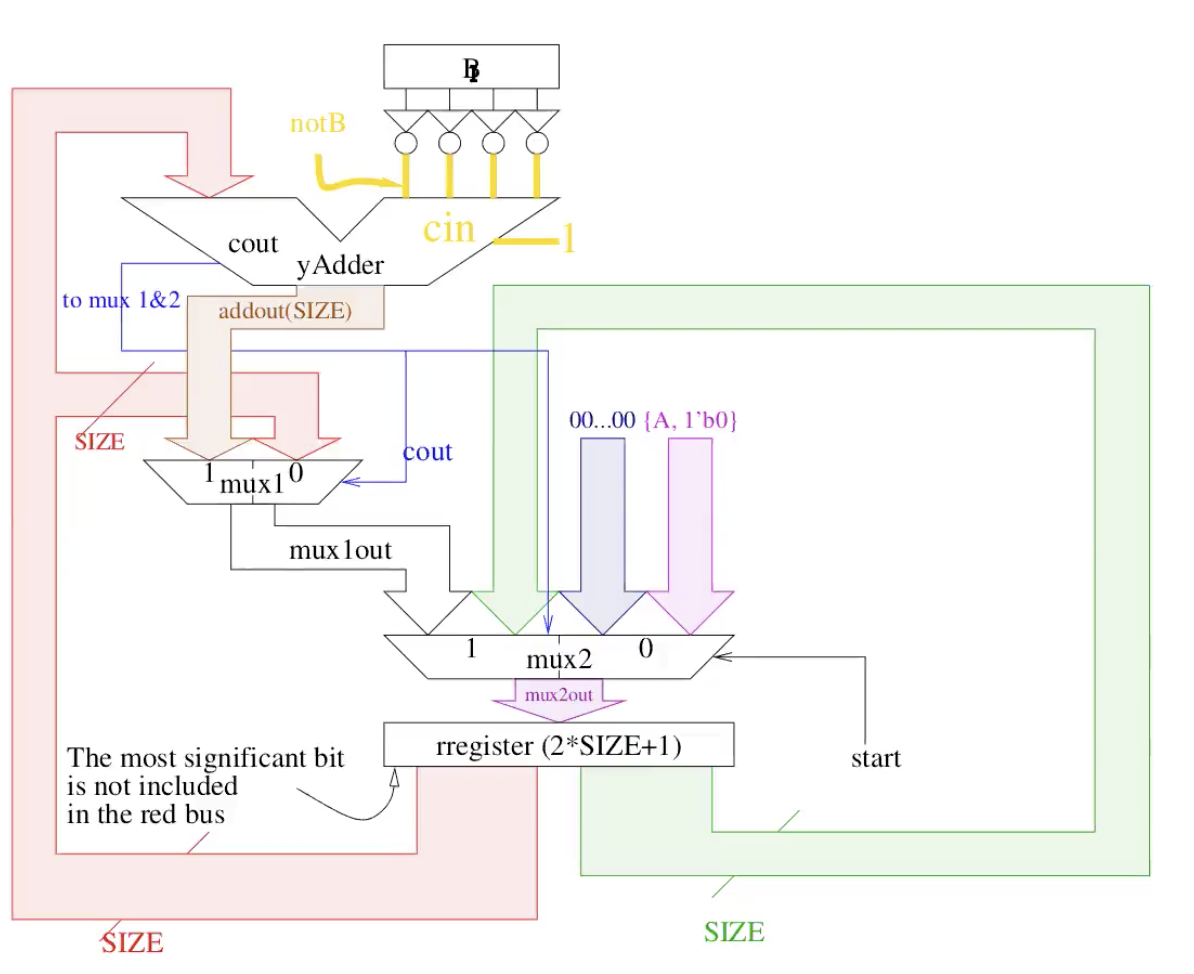 B
notB
cin
1
cout
yAdder
to mux 1&2
addout(SIZE)
SIZE
00...00 {A, 1'b0}
cout
1 mux1 0
mux1out
1 mux2 0
mux2out
rregister (2*SIZE+1)
The most significant bit
is not included
in the red bus
start
SIZE
SIZE